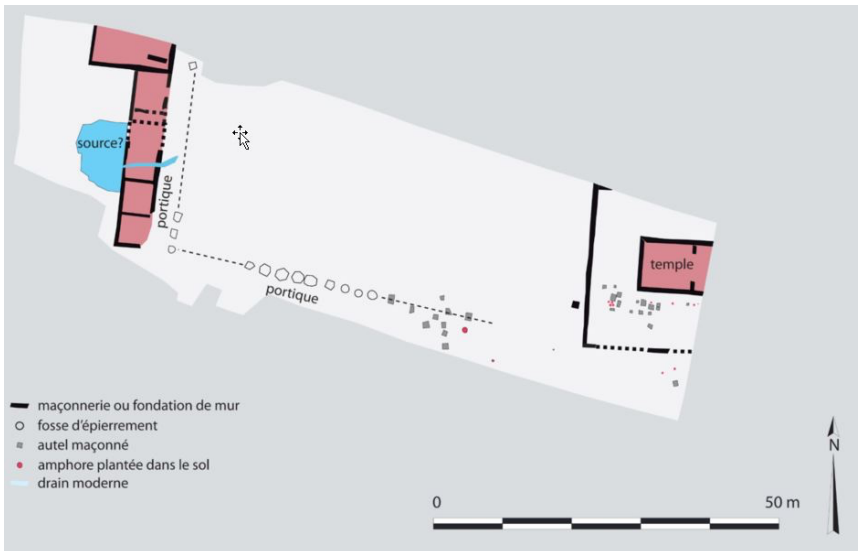 source?
portique
portique
temple
maçonnerie ou fondation de mur
fosse d'épierrement
autel maçonné
amphore plantée dans le sol
drain moderne
N
0
50 m